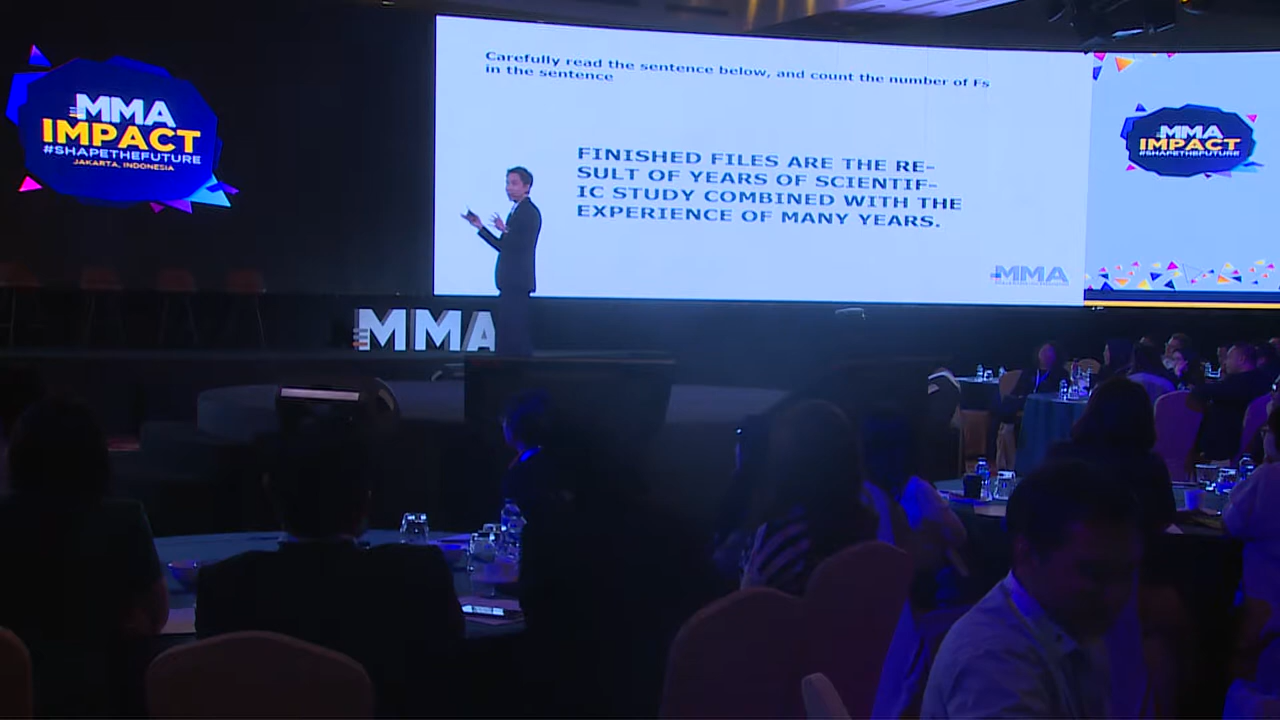 MMA
IMPACT
#SHAPETHEFUTURE
JAKARTA, INDONESIA
Carefully read the sentence below, and count the number of Fs
in the sentence
FINISHED FILES ARE THE RE-
SULT OF YEARS OF SCIENTIF-
IC STUDY COMBINED WITH THE
EXPERIENCE OF MANY YEARS.
MMA
MMA
IMPACT
#SHAPETHEFUTURE
MMA